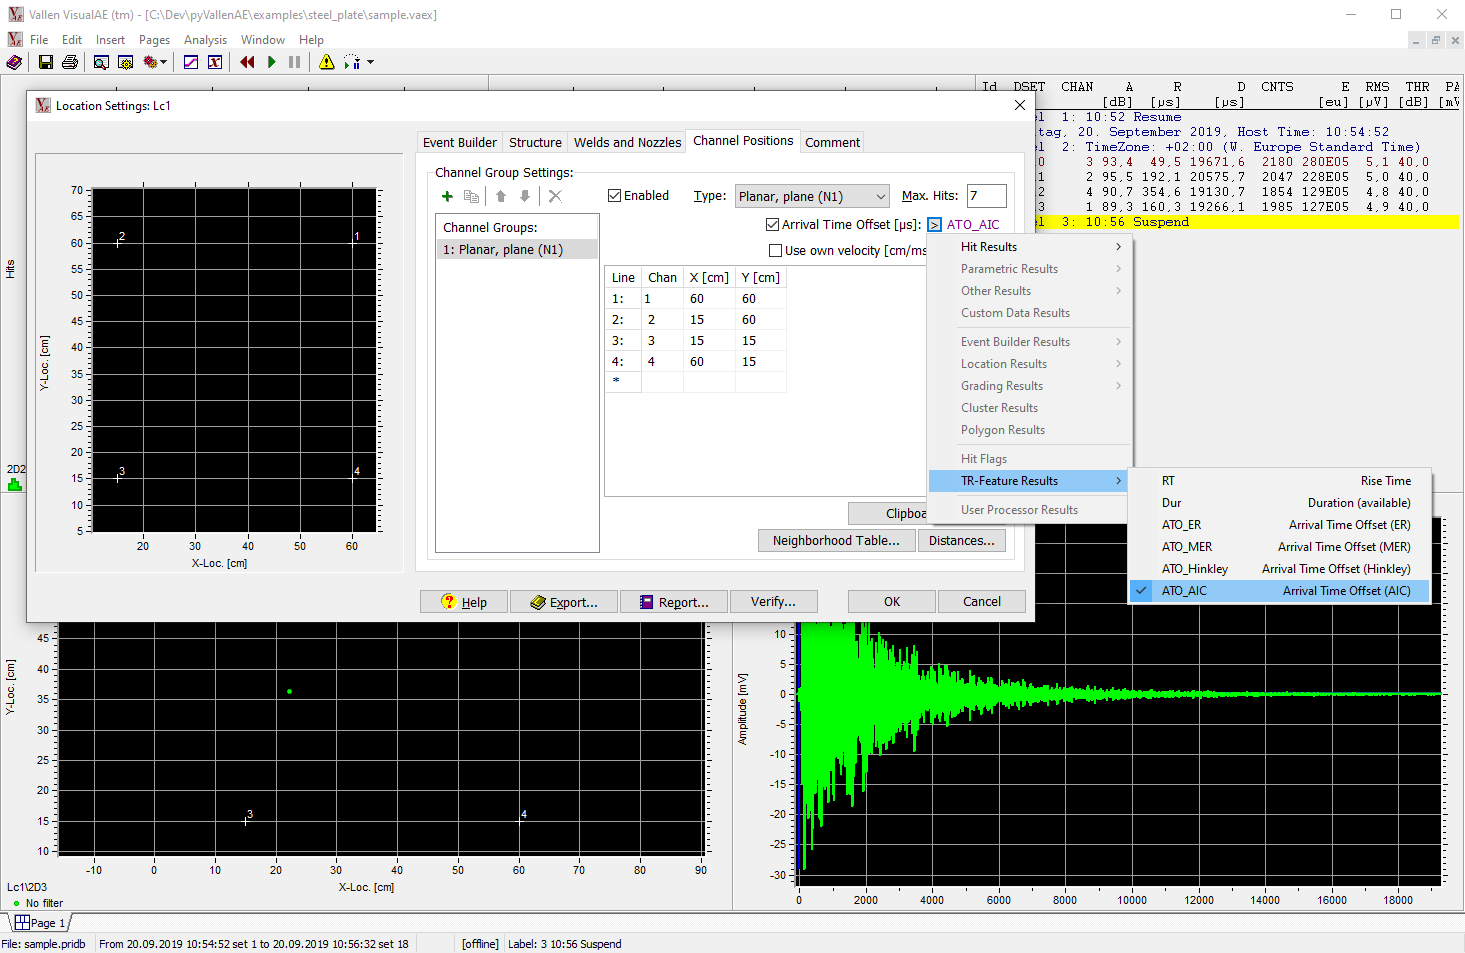 Vallen VisualAE (tm) - [C:\Dev\pyVallenAE\examples\steel_plate\sample.vaex]
File Edit Insert Pages Analysis Window Help
Id DSET CHAN A R D CNTS E RMS THR PA
[dB] [µs] [µs] [eu] [µV] [dB] [mV
el 1: 10:52 Resume
tag, 20. September 2019, Host Time: 10:54:52
el 2: TimeZone: +02:00 (W. Europe Standard Time)
0 3 93,4 49,5 19671,6 2180 280E05 5,1 40,0
1 2 95,5 192,1 20575,7 2047 228E05 5,0 40,0
2 4 90,7 354,6 19130,7 1854 129E05 4,8 40,0
3 1 89,3 160,3 19266,1 1985 127E05 4,9 40,0
el 3: 10:56 Suspend
Location Settings: Lc1
Event Builder Structure Welds and Nozzles Channel Positions Comment
Channel Group Settings:
Enabled Type: Planar, plane (N1) Max. Hits: 7
Channel Groups:
1: Planar, plane (N1)
Arrival Time Offset [µs]: > ATO_AIC
Use own velocity [cm/ms
Line Chan X [cm] Y [cm]
1: 1 60 60
2: 2 15 60
3: 3 15 15
4: 4 60 15
*
Clipboa
Neighborhood Table... Distances...
Help Export... Report... Verify... OK Cancel
Hit Results
Parametric Results
Other Results
Custom Data Results
Event Builder Results
Location Results
Grading Results
Cluster Results
Polygon Results
Hit Flags
TR-Feature Results
User Processor Results
RT Rise Time
Dur Duration (available)
ATO_ER Arrival Time Offset (ER)
ATO_MER Arrival Time Offset (MER)
ATO_Hinkley Arrival Time Offset (Hinkley)
ATO_AIC Arrival Time Offset (AIC)
Hits
2D2
Y-Loc. [cm]
70
65
60
55
50
45
40
35
30
25
20
15
10
5
2 1
3 4
20 30 40 50 60
X-Loc. [cm]
Y-Loc. [cm]
45
40
35
30
25
20
15
10
3 4
-10 0 10 20 30 40 50 60 70 80 90
X-Loc. [cm]
Lc1\2D3
No filter
Amplitude [mV]
10
5
0
-5
-10
-15
-20
-25
-30
0 2000 4000 6000 8000 10000 12000 14000 16000 18000
Page 1
File: sample.pridb From 20.09.2019 10:54:52 set 1 to 20.09.2019 10:56:32 set 18 [offline] Label: 3 10:56 Suspend